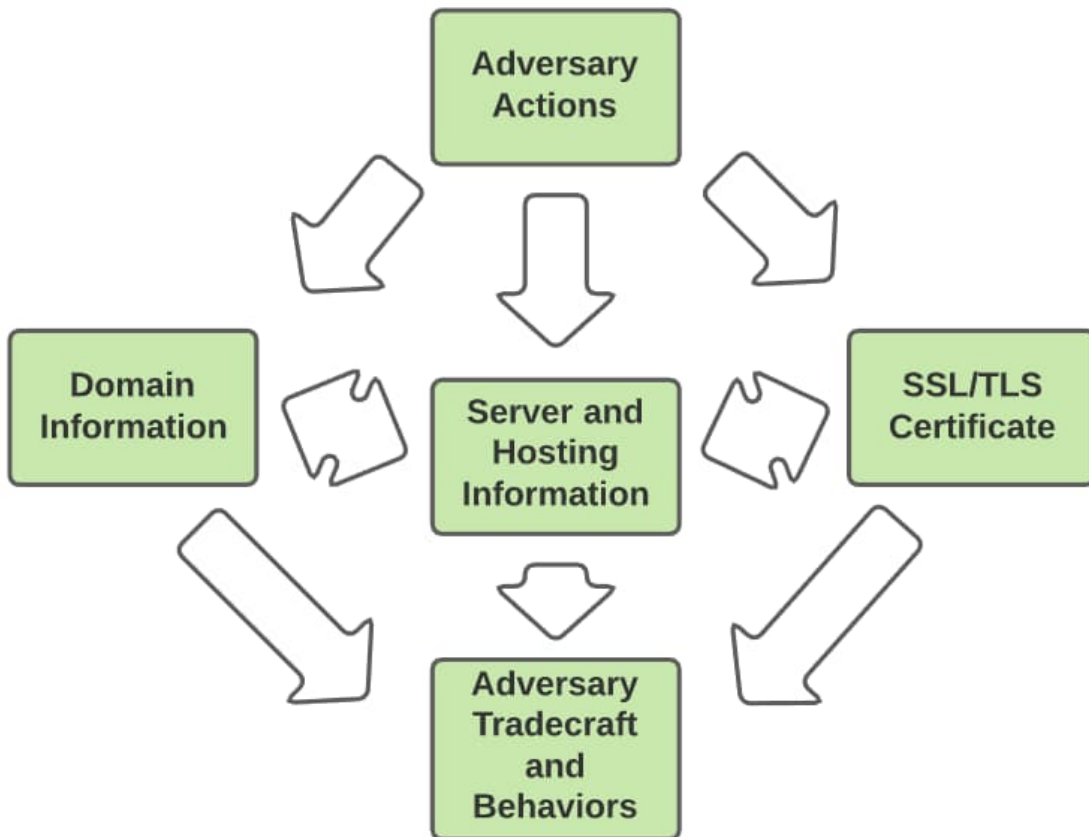 Adversary
Actions
Domain
Information
Server and
Hosting
Information
SSL/TLS
Certificate
Adversary
Tradecraft
and
Behaviors